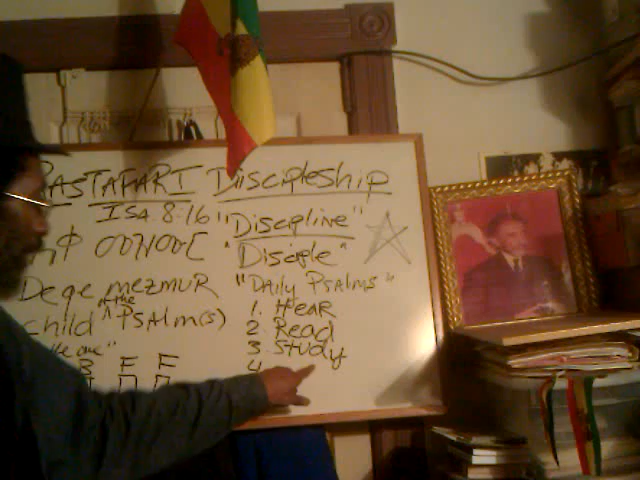 RASTAFARI Discipleship
ISa. 8:16 "Discipline"
"Disciple"
Deqe mezmuR
"Daily Psalms"
child of the PSAlm(s)
1. HEAR
2. Read
3. Study
4.
B F F